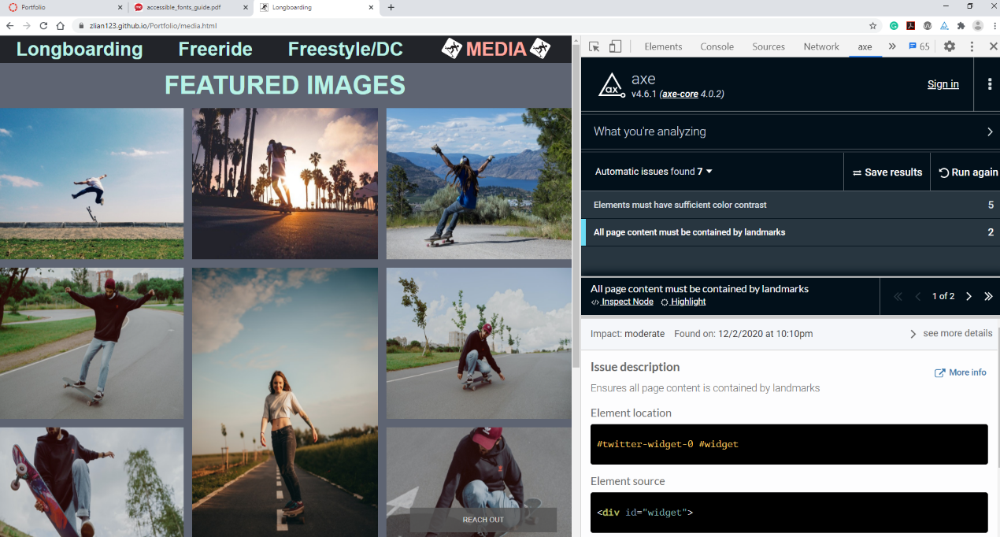 Portfolio
accessible_fonts_guide.pdf
Longboarding
zlian123.github.io/Portfolio/media.html
Longboarding
Freeride
Freestyle/DC
MEDIA
FEATURED IMAGES
REACH OUT
Elements
Console
Sources
Network
axe
65
axe
v4.6.1 (axe-core 4.0.2)
Sign in
What you're analyzing
Automatic issues found 7
Save results
Run again
Elements must have sufficient color contrast 5
All page content must be contained by landmarks 2
All page content must be contained by landmarks
</> Inspect Node Highlight
1 of 2
Impact: moderate Found on: 12/2/2020 at 10:10pm
see more details
Issue description
More info
Ensures all page content is contained by landmarks
Element location
#twitter-widget-0 #widget
Element source
<div id="widget">